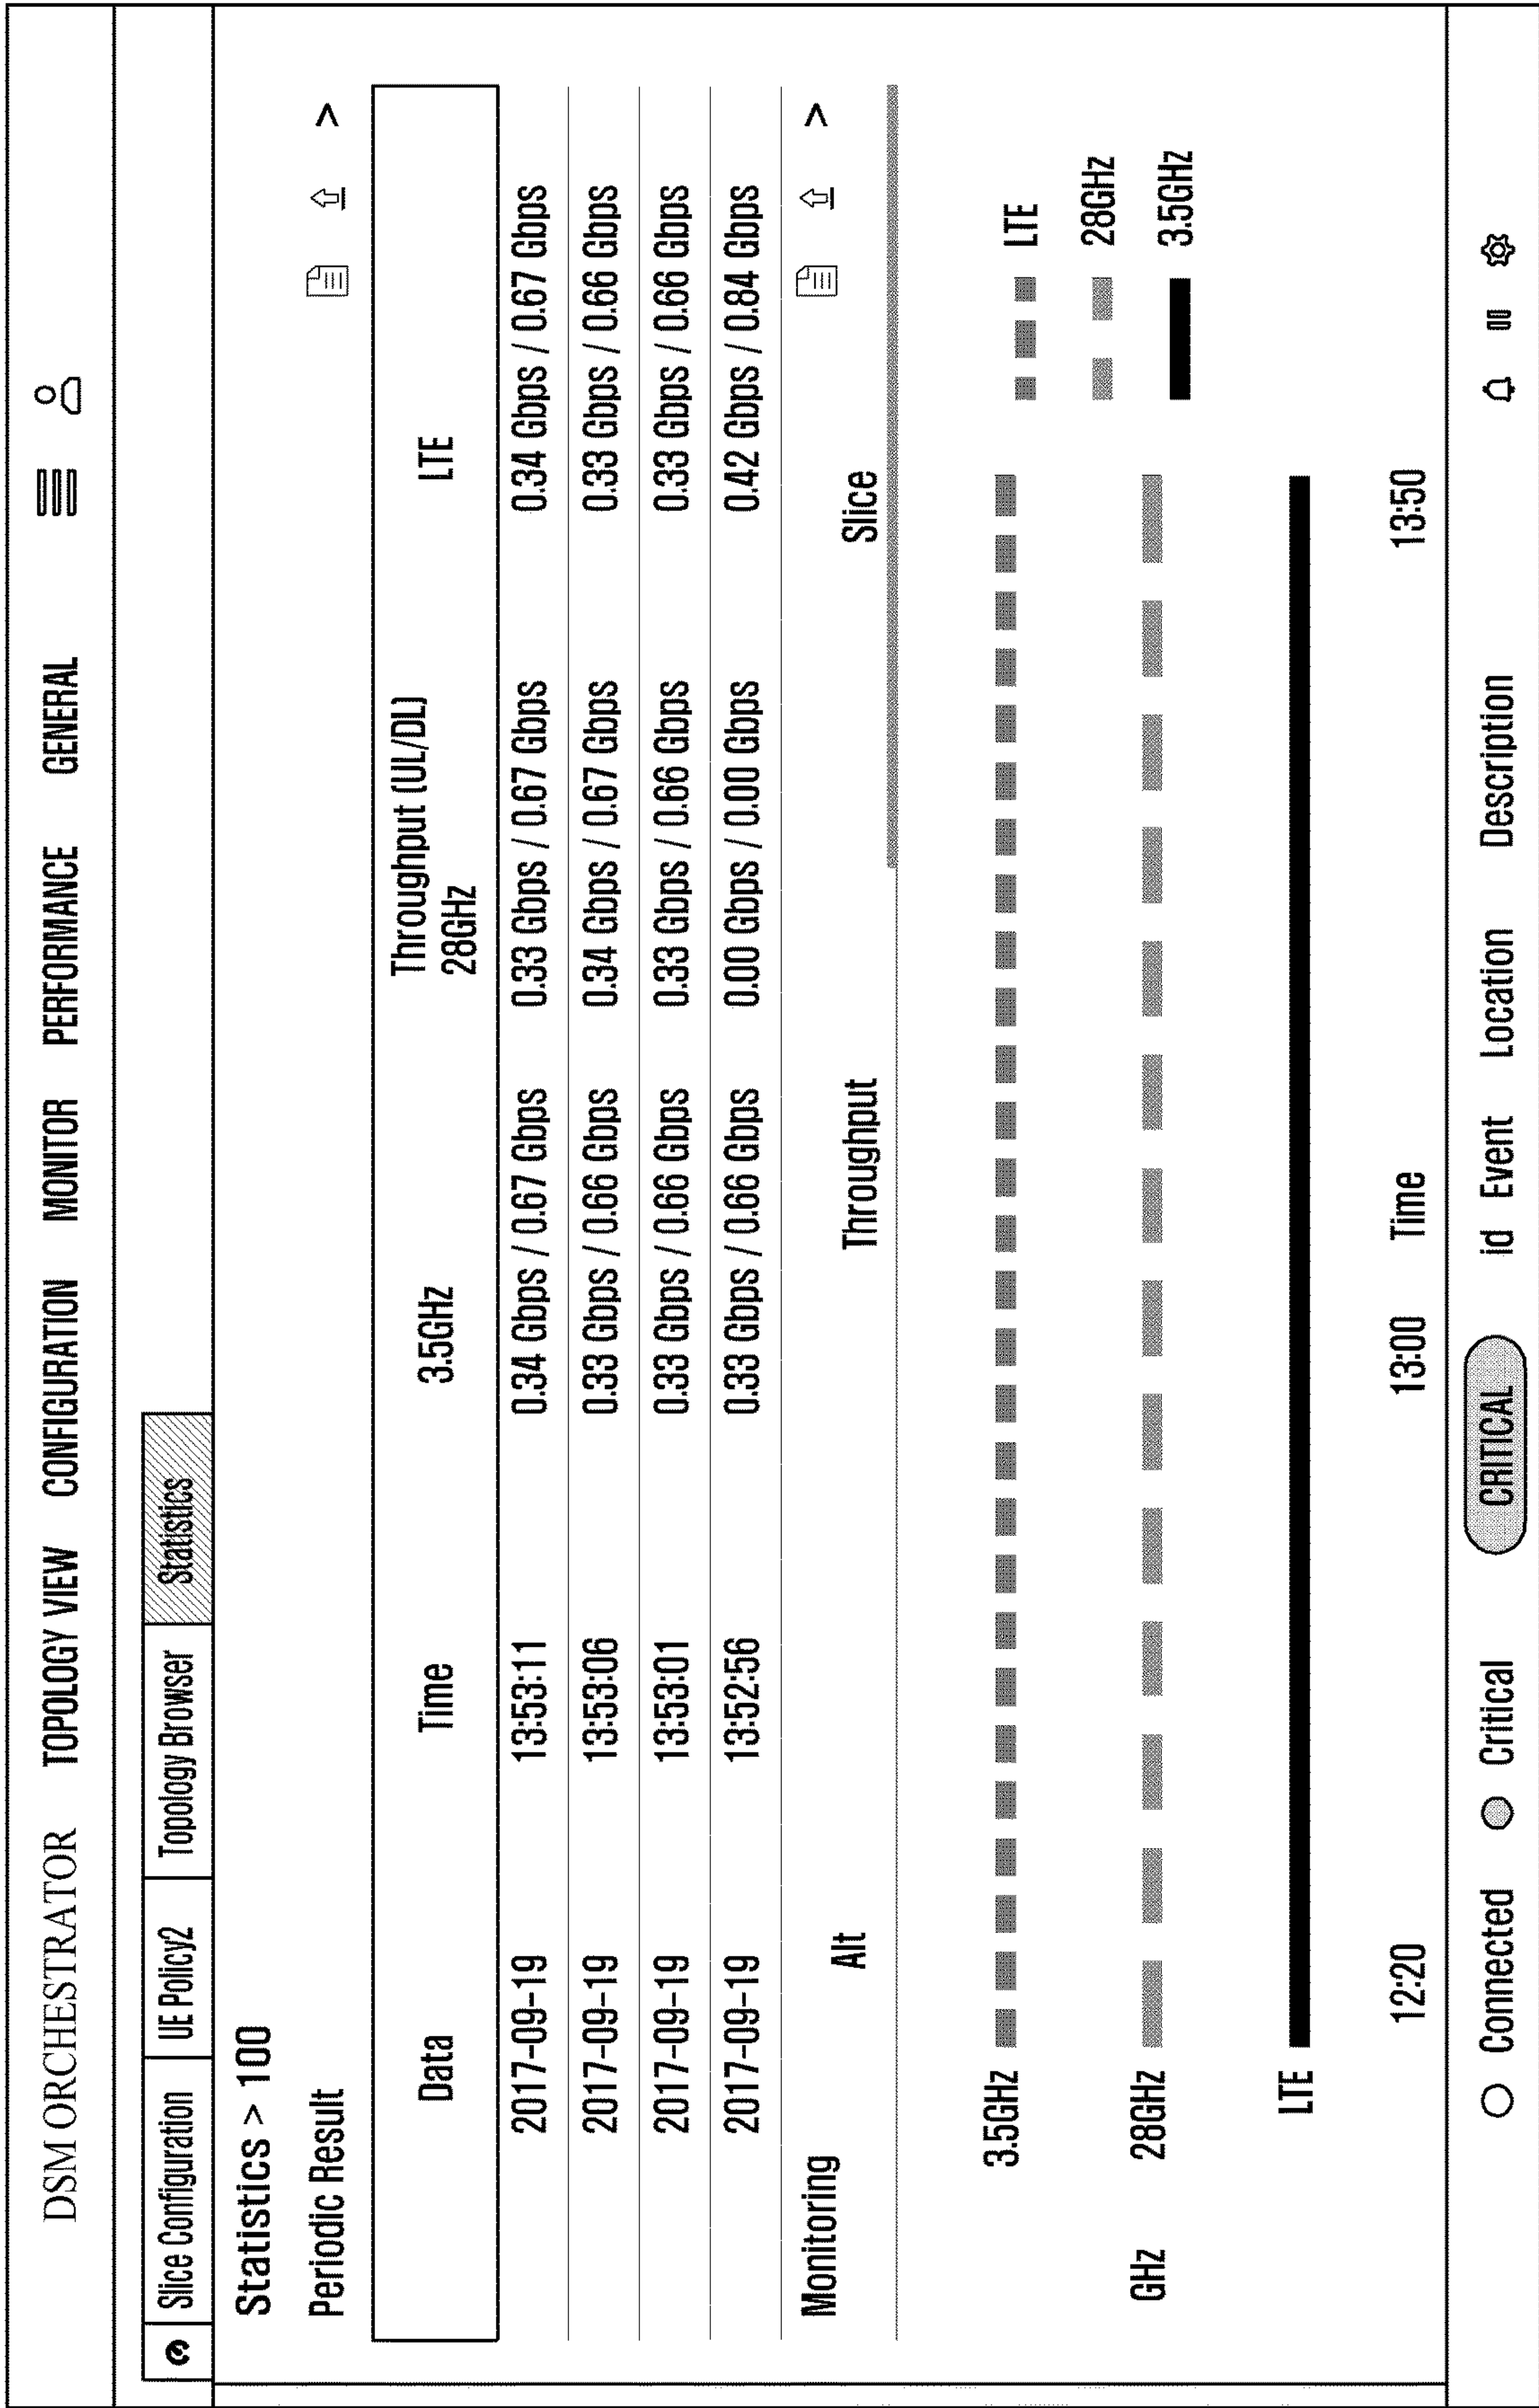 DSM ORCHESTRATOR TOPOLOGY VIEW CONFIGURATION MONITOR PERFORMANCE GENERAL
Slice Configuration UE Policy2 Topology Browser Statistics
Statistics > 100
Periodic Result
Throughput (UL/DL)
Data Time 3.5GHz 28GHz LTE
2017-09-19 13:53:11 0.34 Gbps / 0.67 Gbps 0.33 Gbps / 0.67 Gbps 0.34 Gbps / 0.67 Gbps
2017-09-19 13:53:06 0.33 Gbps / 0.66 Gbps 0.34 Gbps / 0.67 Gbps 0.33 Gbps / 0.66 Gbps
2017-09-19 13:53:01 0.33 Gbps / 0.66 Gbps 0.33 Gbps / 0.66 Gbps 0.33 Gbps / 0.66 Gbps
2017-09-19 13:52:56 0.33 Gbps / 0.66 Gbps 0.00 Gbps / 0.00 Gbps 0.42 Gbps / 0.84 Gbps
Monitoring
Alt Throughput Slice
3.5GHz LTE
28GHz
GHz 28GHz
3.5GHz
LTE
12:20 13:00 Time 13:50
Connected Critical CRITICAL id Event Location Description